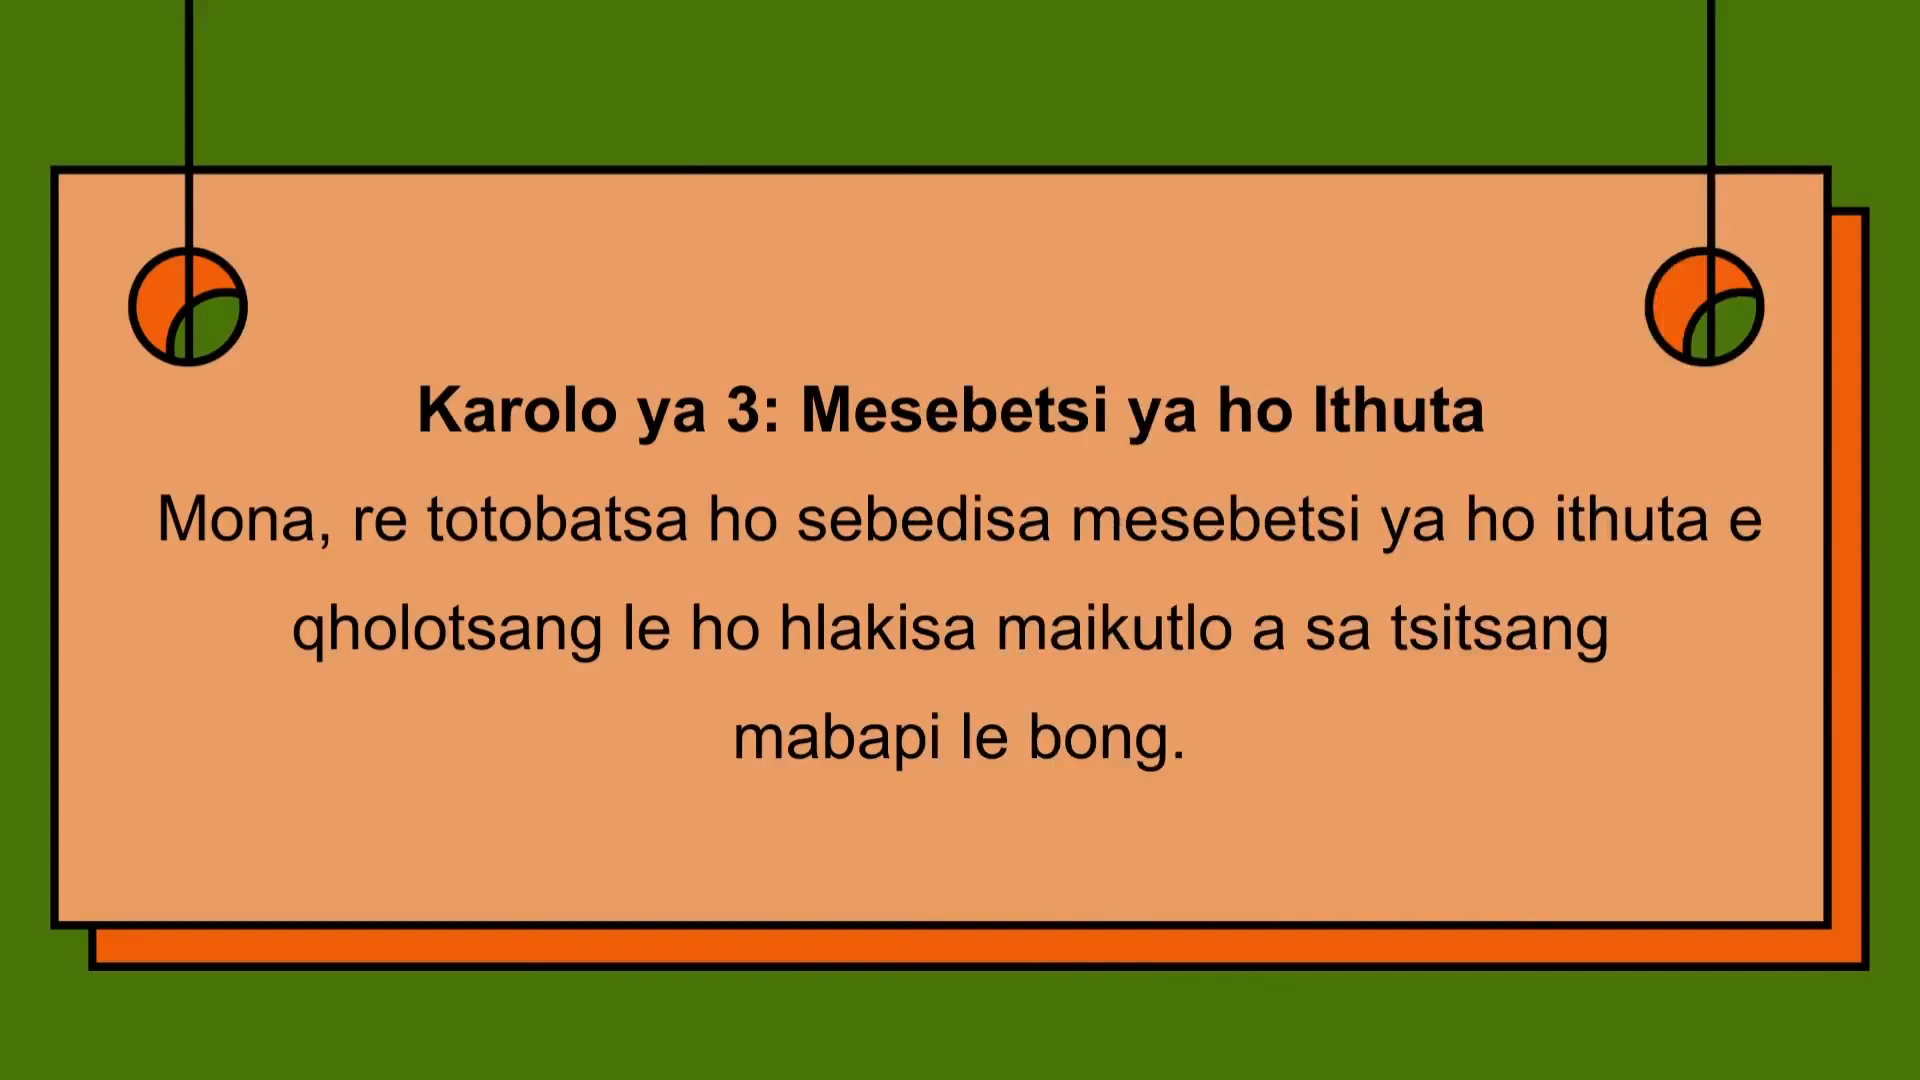 Karolo ya 3: Mesebetsi ya ho Ithuta
Mona, re totobatsa ho sebedisa mesebetsi ya ho ithuta e
qholotsang le ho hlakisa maikutlo a sa tsitsang
mabapi le bong.